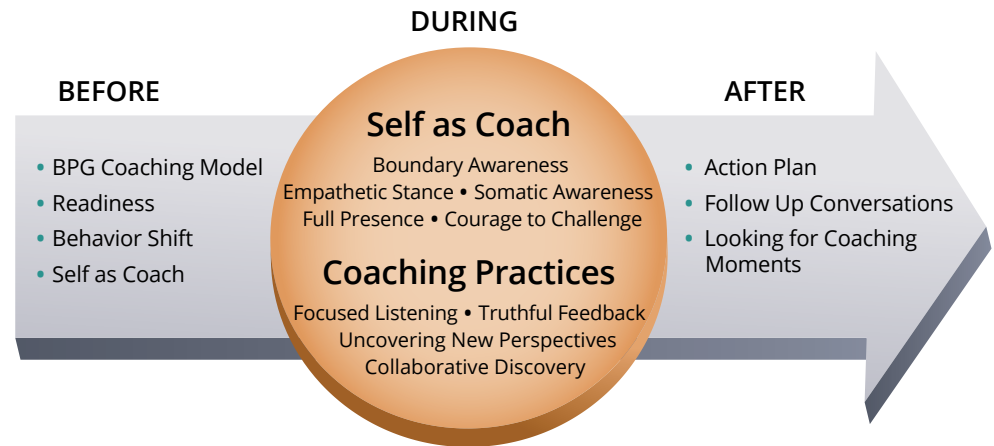 BEFORE
• BPG Coaching Model
• Readiness
• Behavior Shift
• Self as Coach
DURING
Self as Coach
Boundary Awareness
Empathetic Stance • Somatic Awareness
Full Presence • Courage to Challenge
Coaching Practices
Focused Listening • Truthful Feedback
Uncovering New Perspectives
Collaborative Discovery
AFTER
• Action Plan
• Follow Up Conversations
• Looking for Coaching
Moments